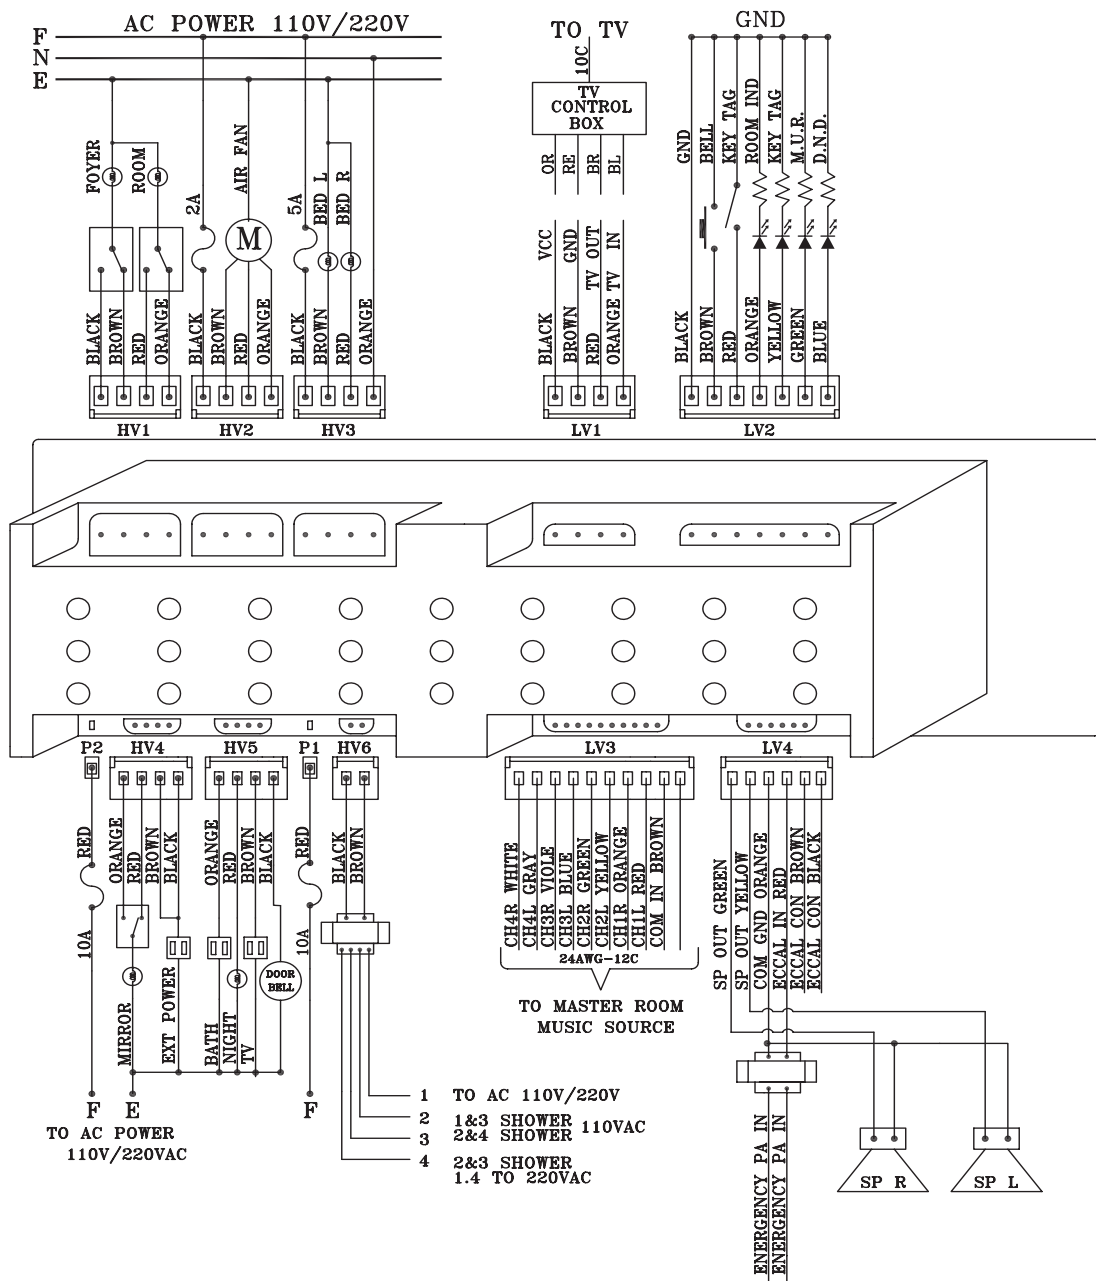 AC POWER 110V/220V
F
N
E
TO TV
10C
TV
CONTROL
BOX
GND
FOYER
ROOM
2A
AIR FAN
M
5A
BED L
BED R
OR
RE
BR
BL
VCC
GND
TV OUT
TV IN
GND
BELL
KEY TAG
ROOM IND
KEY TAG
M.U.R.
D.N.D.
BLACK
BROWN
RED
ORANGE
BLACK
BROWN
RED
ORANGE
BLACK
BROWN
RED
ORANGE
BLACK
BROWN
RED
ORANGE
BLACK
BROWN
RED
ORANGE
YELLOW
GREEN
BLUE
HV1
HV2
HV3
LV1
LV2
P2
HV4
HV5
P1
HV6
LV3
LV4
RED
10A
ORANGE
RED
BROWN
BLACK
ORANGE
RED
BROWN
BLACK
RED
10A
BLACK
BROWN
CH4R WHITE
CH4L GRAY
CH3R VIOLE
CH3L BLUE
CH2R GREEN
CH2L YELLOW
CH1R ORANGE
CH1L RED
COM IN BROWN
SP OUT GREEN
SP OUT YELLOW
COM GND ORANGE
ECCAL IN RED
ECCAL CON BROWN
ECCAL CON BLACK
24AWG-12C
TO MASTER ROOM
MUSIC SOURCE
MIRROR
EXT POWER
BATH
NIGHT
TV
DOOR
BELL
F
E
F
TO AC POWER
110V/220VAC
1 TO AC 110V/220V
2 1&3 SHOWER 110VAC
3 2&4 SHOWER
4 2&3 SHOWER
1.4 TO 220VAC
ENERGENCY PA IN
ENERGENCY PA IN
SP R
SP L